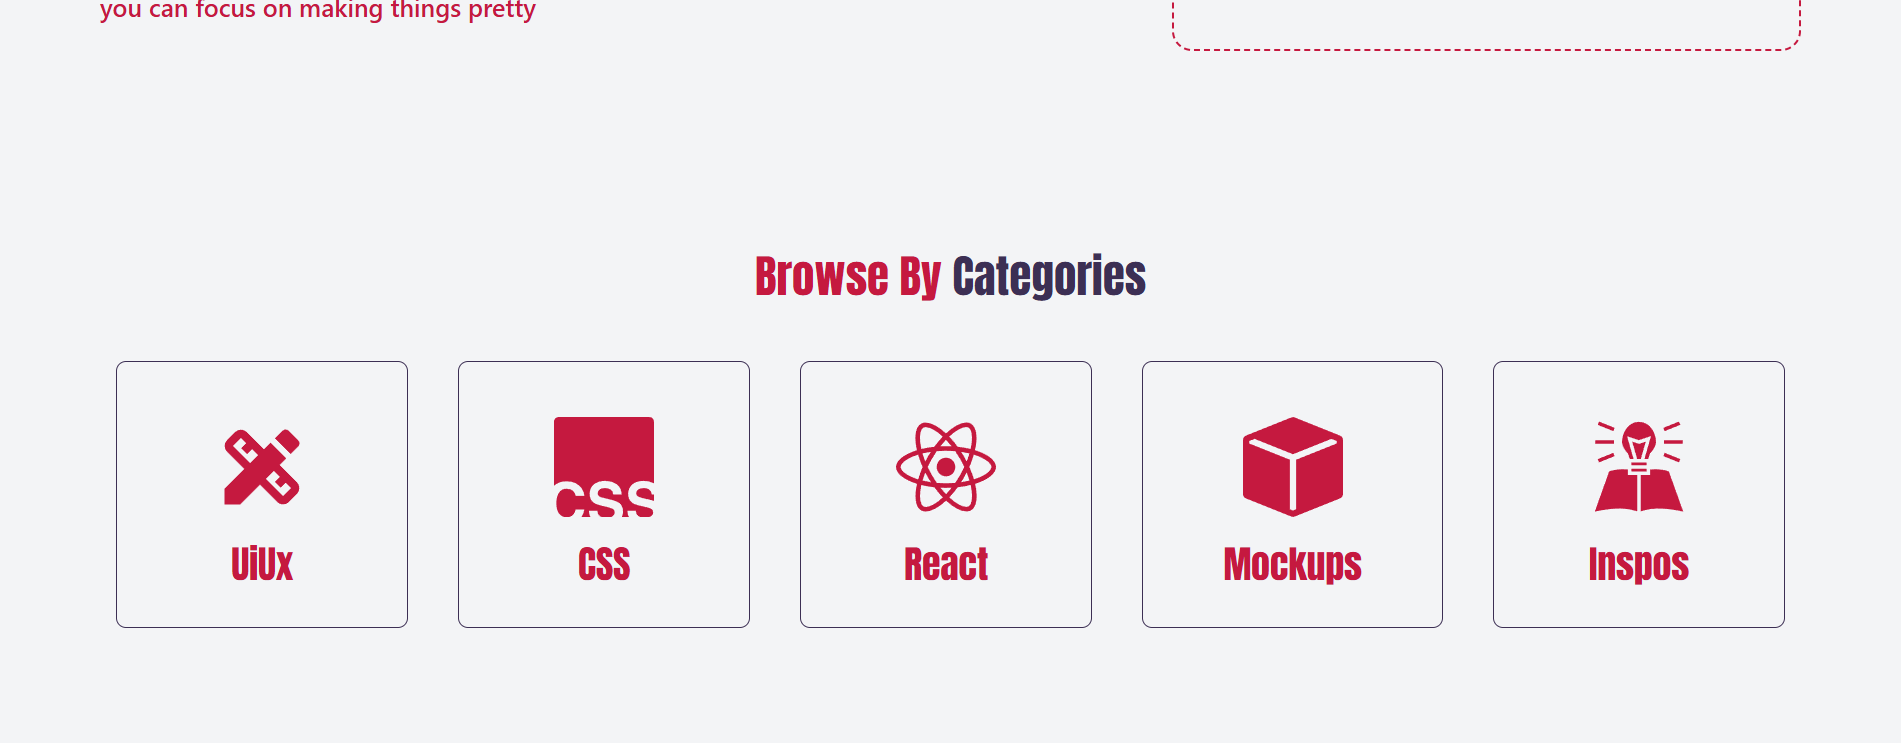 you can focus on making things pretty
Browse By Categories
CSS
UiUx
CSS
React
Mockups
Inspos